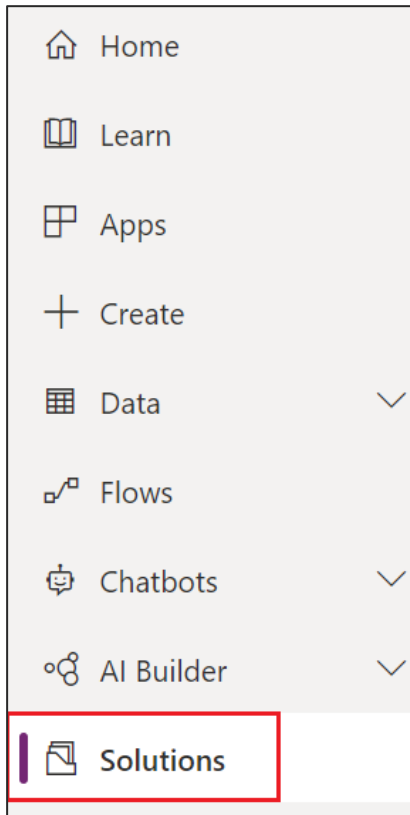 Home
Learn
Apps
Create
Data
Flows
Chatbots
AI Builder
Solutions